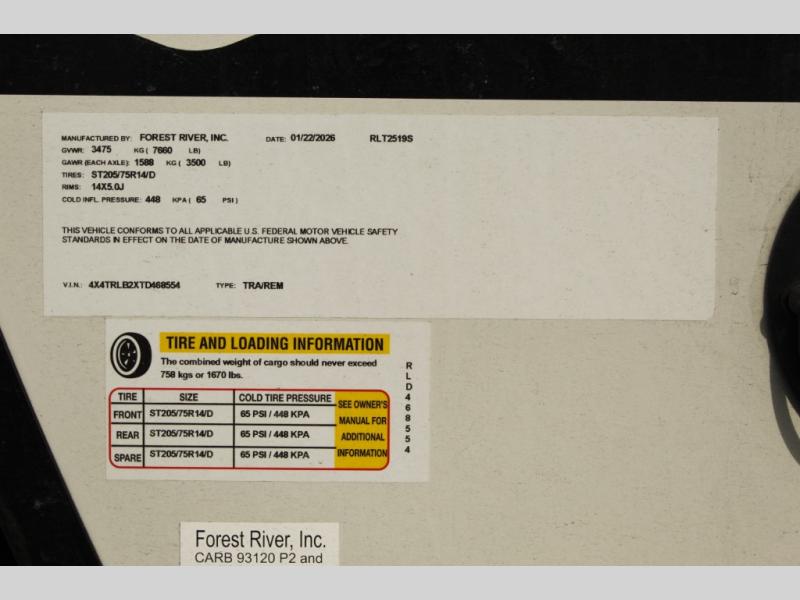 MANUFACTURED BY: FOREST RIVER, INC. DATE: 01/22/2026 RLT2519S
GVWR: 3475 KG ( 7660 LB)
GAWR (EACH AXLE): 1588 KG ( 3500 LB)
TIRES: ST205/75R14/D
RIMS: 14X5.0J
COLD INFL. PRESSURE: 448 KPA ( 65 PSI )
THIS VEHICLE CONFORMS TO ALL APPLICABLE U.S. FEDERAL MOTOR VEHICLE SAFETY
STANDARDS IN EFFECT ON THE DATE OF MANUFACTURE SHOWN ABOVE.
V.I.N.: 4X4TRLB2XTD468554 TYPE: TRA/REM
TIRE AND LOADING INFORMATION
The combined weight of cargo should never exceed
758 kgs or 1670 lbs.
TIRE SIZE COLD TIRE PRESSURE
FRONT ST205/75R14/D 65 PSI / 448 KPA
REAR ST205/75R14/D 65 PSI / 448 KPA
SPARE ST205/75R14/D 65 PSI / 448 KPA
SEE OWNER'S
MANUAL FOR
ADDITIONAL
INFORMATION
RLD468554
Forest River, Inc.
CARB 93120 P2 and